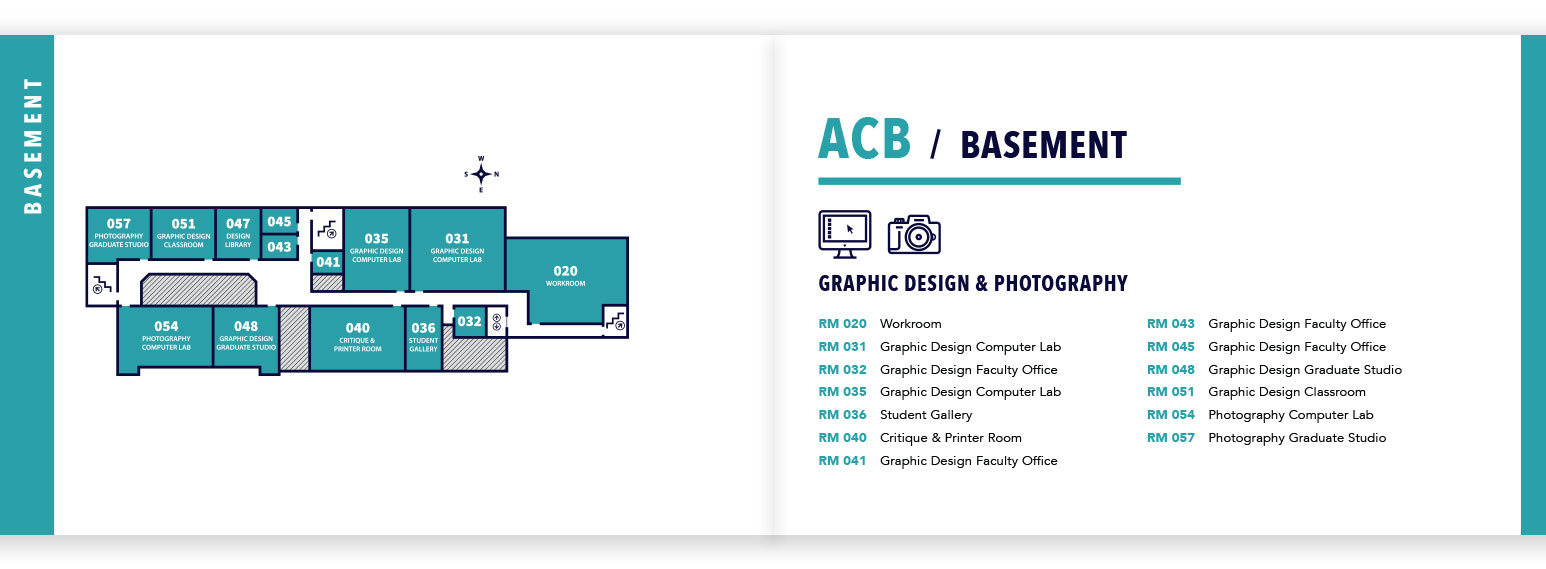 BASEMENT
W
S N
E
057
PHOTOGRAPHY
GRADUATE STUDIO
051
GRAPHIC DESIGN
CLASSROOM
047
DESIGN
LIBRARY
045
043
041
035
GRAPHIC DESIGN
COMPUTER LAB
031
GRAPHIC DESIGN
COMPUTER LAB
020
WORKROOM
054
PHOTOGRAPHY
COMPUTER LAB
048
GRAPHIC DESIGN
GRADUATE STUDIO
040
CRITIQUE &
PRINTER ROOM
036
STUDENT
GALLERY
032
ACB / BASEMENT
GRAPHIC DESIGN & PHOTOGRAPHY
RM 020 Workroom
RM 031 Graphic Design Computer Lab
RM 032 Graphic Design Faculty Office
RM 035 Graphic Design Computer Lab
RM 036 Student Gallery
RM 040 Critique & Printer Room
RM 041 Graphic Design Faculty Office
RM 043 Graphic Design Faculty Office
RM 045 Graphic Design Faculty Office
RM 048 Graphic Design Graduate Studio
RM 051 Graphic Design Classroom
RM 054 Photography Computer Lab
RM 057 Photography Graduate Studio